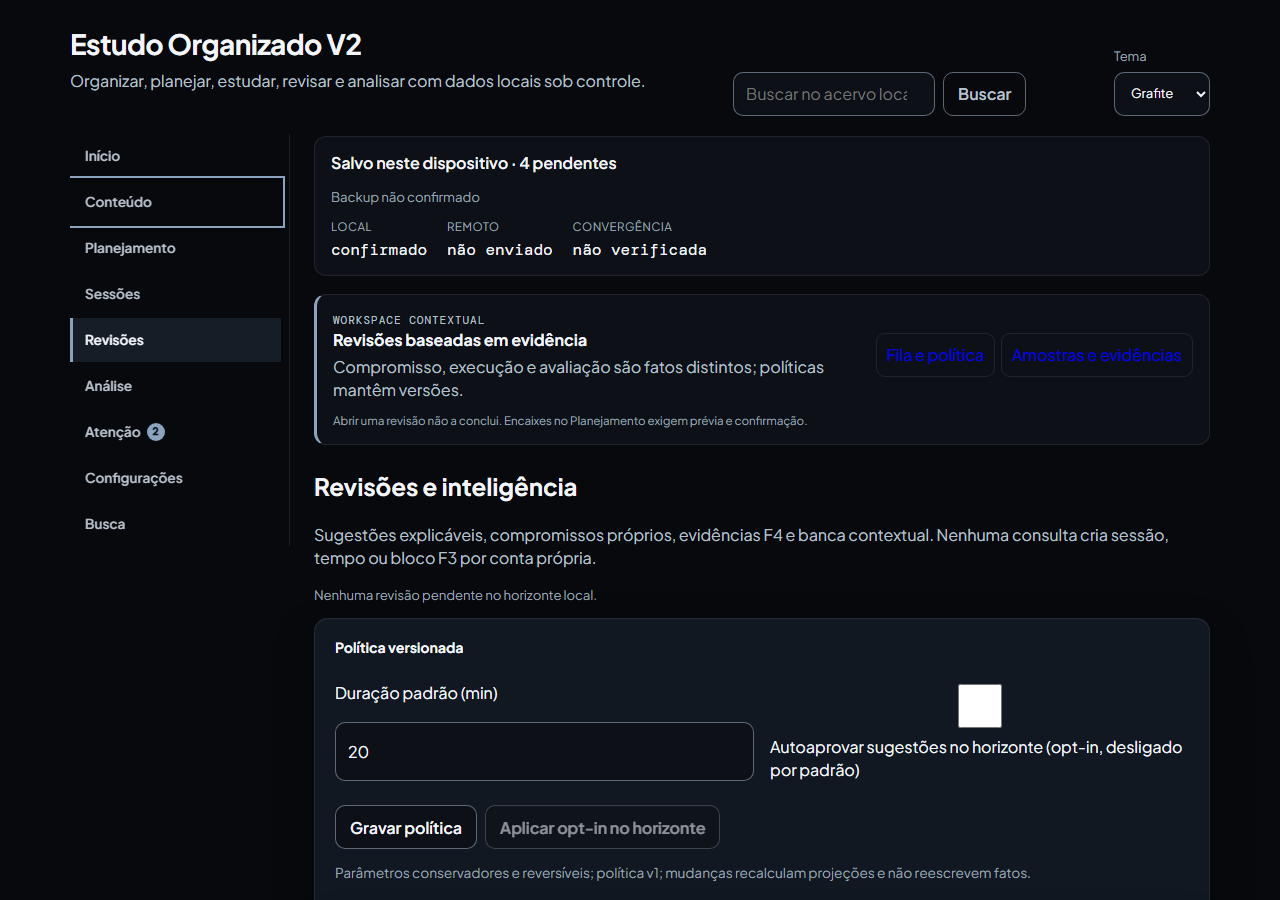 Estudo Organizado V2
Organizar, planejar, estudar, revisar e analisar com dados locais sob controle.
Buscar no acervo loca
Buscar
Tema
Grafite
Início
Conteúdo
Planejamento
Sessões
Revisões
Análise
Atenção 2
Configurações
Busca
Salvo neste dispositivo · 4 pendentes
Backup não confirmado
LOCAL REMOTO CONVERGÊNCIA
confirmado não enviado não verificada
WORKSPACE CONTEXTUAL
Revisões baseadas em evidência
Compromisso, execução e avaliação são fatos distintos; políticas
mantêm versões.
Abrir uma revisão não a conclui. Encaixes no Planejamento exigem prévia e confirmação.
Fila e política
Amostras e evidências
Revisões e inteligência
Sugestões explicáveis, compromissos próprios, evidências F4 e banca contextual. Nenhuma consulta cria sessão,
tempo ou bloco F3 por conta própria.
Nenhuma revisão pendente no horizonte local.
Política versionada
Duração padrão (min)
20
Autoaprovar sugestões no horizonte (opt-in, desligado
por padrão)
Gravar política
Aplicar opt-in no horizonte
Parâmetros conservadores e reversíveis; política v1; mudanças recalculam projeções e não reescrevem fatos.